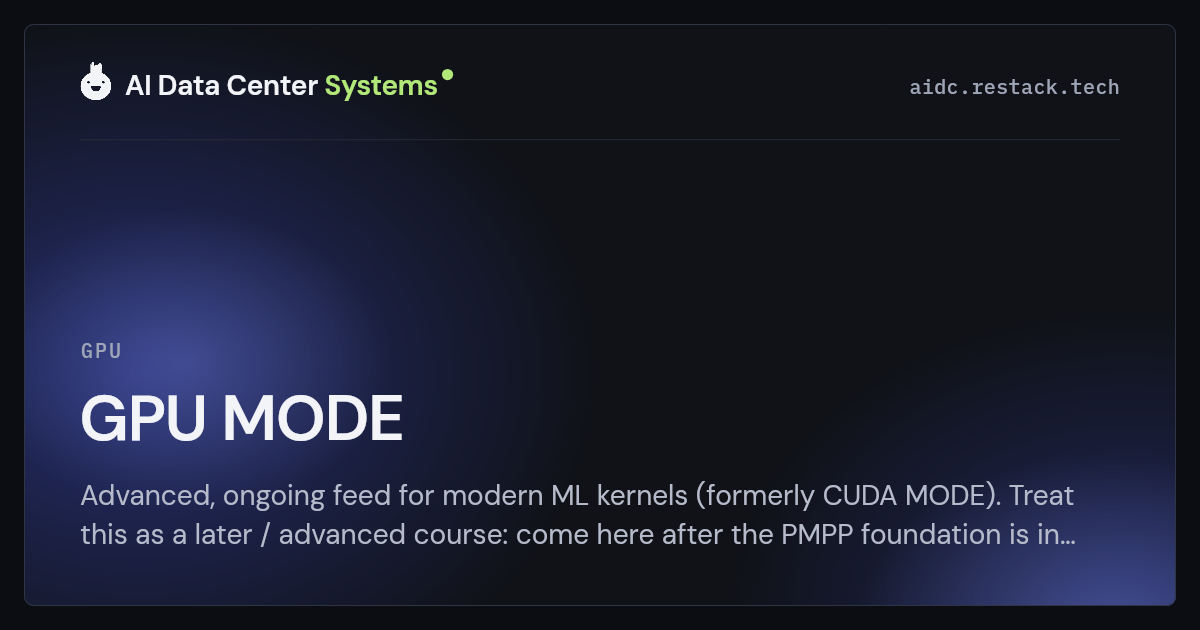 AI Data Center Systems
aidc.restack.tech
GPU
GPU MODE
Advanced, ongoing feed for modern ML kernels (formerly CUDA MODE). Treat
this as a later / advanced course: come here after the PMPP foundation is in…